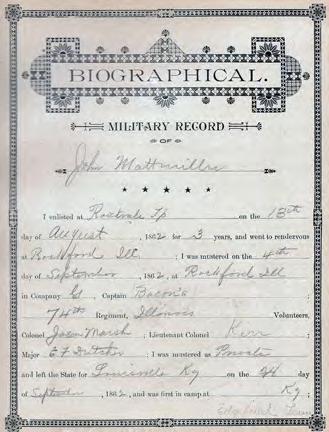 BIOGRAPHICAL.
MILITARY RECORD
OF
John Mattmiller
I enlisted at Rockvale Tp on the 13th
day of August, 1862 for 3 years, and went to rendezvous
at Rockford Ill.; I was mustered on the 4th
day of September, 1862, at Rockford Ill
in Company G, Captain Bacon's;
74th Regiment, Illinois Volunteers,
Colonel Jason Marsh; Lieutenant Colonel Kerr;
Major E F Dutcher; I was mustered as Private
and left the State for Louisville Ky on the day
of September, 1862, and was first in camp at Ky;